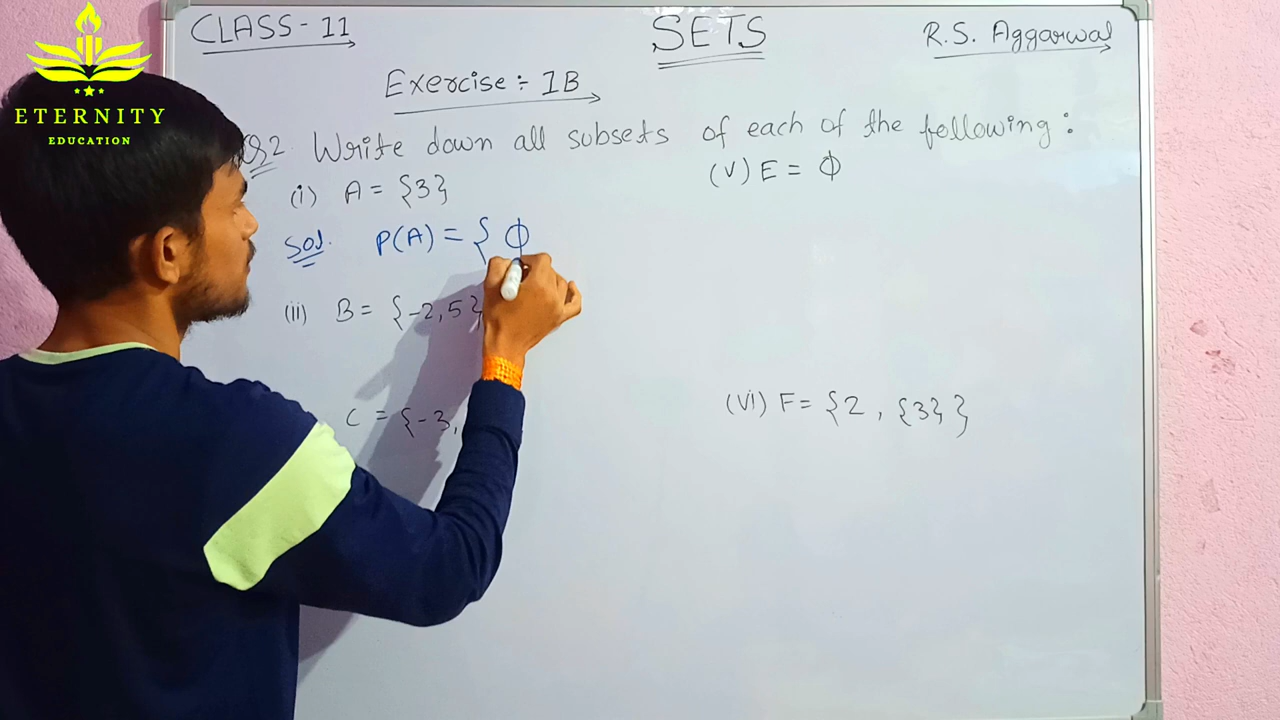 CLASS - 11
SETS
R.S. Aggarwal
ETERNITY
EDUCATION
Exercise :- 1B
Q2 Write down all subsets of each of the following :
(i) A = {3}
(V) E = Φ
Sol. P(A) = { Φ
(ii) B = {-2, 5}
C = {-3,
(Vi) F = {2 , {3} }